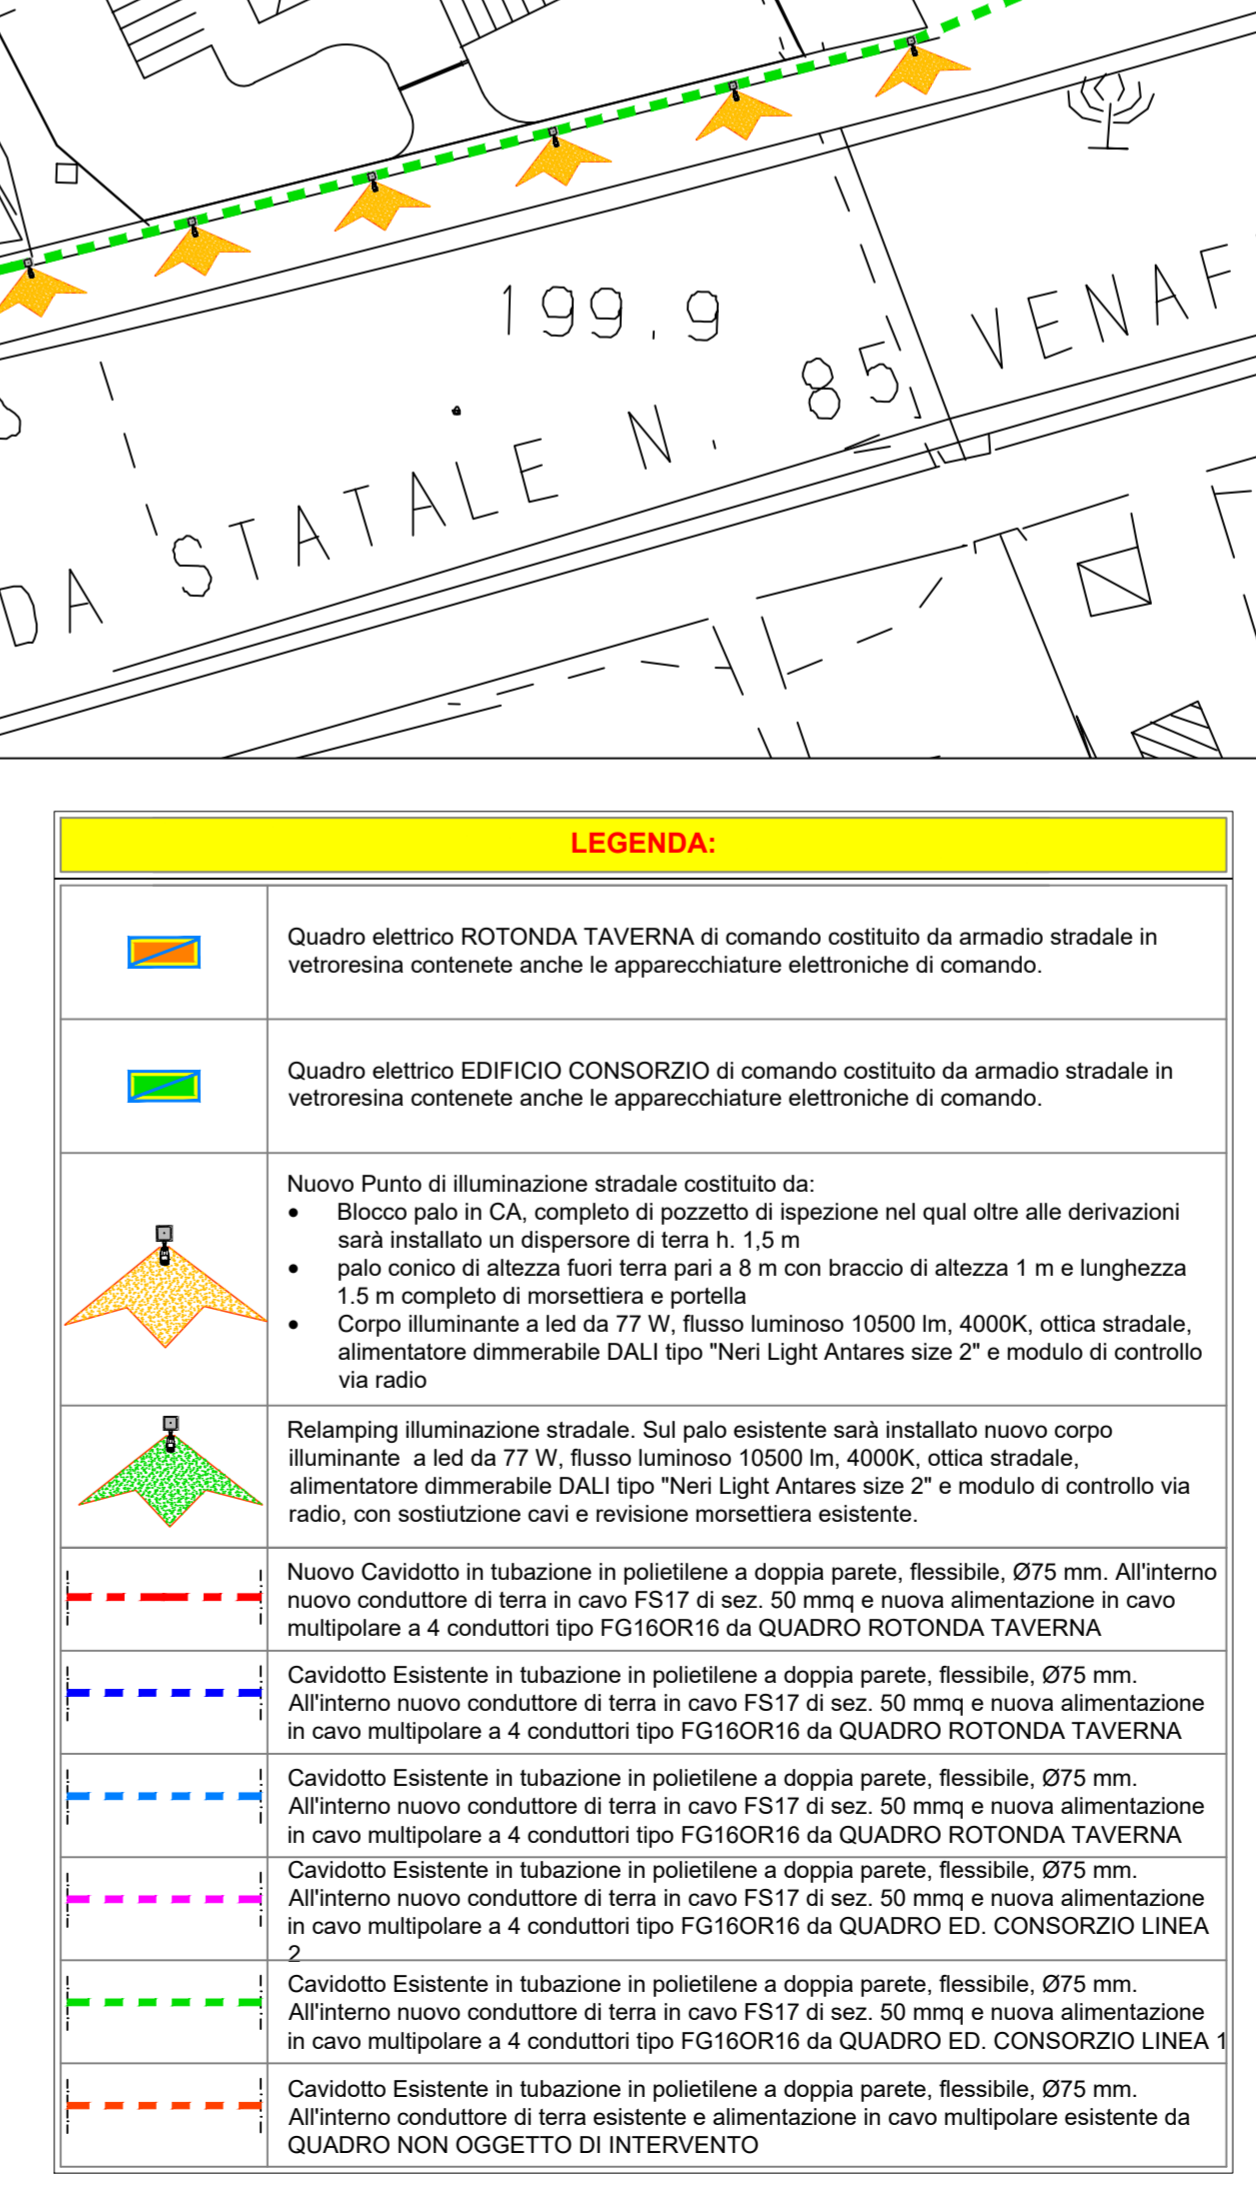 199.9
DA STATALE N. 85 VENAF
LEGENDA:
Quadro elettrico ROTONDA TAVERNA di comando costituito da armadio stradale in
vetroresina contenete anche le apparecchiature elettroniche di comando.
Quadro elettrico EDIFICIO CONSORZIO di comando costituito da armadio stradale in
vetroresina contenete anche le apparecchiature elettroniche di comando.
Nuovo Punto di illuminazione stradale costituito da:
• Blocco palo in CA, completo di pozzetto di ispezione nel qual oltre alle derivazioni
sarà installato un dispersore di terra h. 1,5 m
• palo conico di altezza fuori terra pari a 8 m con braccio di altezza 1 m e lunghezza
1.5 m completo di morsettiera e portella
• Corpo illuminante a led da 77 W, flusso luminoso 10500 lm, 4000K, ottica stradale,
alimentatore dimmerabile DALI tipo "Neri Light Antares size 2" e modulo di controllo
via radio
Relamping illuminazione stradale. Sul palo esistente sarà installato nuovo corpo
illuminante a led da 77 W, flusso luminoso 10500 lm, 4000K, ottica stradale,
alimentatore dimmerabile DALI tipo "Neri Light Antares size 2" e modulo di controllo via
radio, con sostiutzione cavi e revisione morsettiera esistente.
Nuovo Cavidotto in tubazione in polietilene a doppia parete, flessibile, Ø75 mm. All'interno
nuovo conduttore di terra in cavo FS17 di sez. 50 mmq e nuova alimentazione in cavo
multipolare a 4 conduttori tipo FG16OR16 da QUADRO ROTONDA TAVERNA
Cavidotto Esistente in tubazione in polietilene a doppia parete, flessibile, Ø75 mm.
All'interno nuovo conduttore di terra in cavo FS17 di sez. 50 mmq e nuova alimentazione
in cavo multipolare a 4 conduttori tipo FG16OR16 da QUADRO ROTONDA TAVERNA
Cavidotto Esistente in tubazione in polietilene a doppia parete, flessibile, Ø75 mm.
All'interno nuovo conduttore di terra in cavo FS17 di sez. 50 mmq e nuova alimentazione
in cavo multipolare a 4 conduttori tipo FG16OR16 da QUADRO ROTONDA TAVERNA
Cavidotto Esistente in tubazione in polietilene a doppia parete, flessibile, Ø75 mm.
All'interno nuovo conduttore di terra in cavo FS17 di sez. 50 mmq e nuova alimentazione
in cavo multipolare a 4 conduttori tipo FG16OR16 da QUADRO ED. CONSORZIO LINEA
2
Cavidotto Esistente in tubazione in polietilene a doppia parete, flessibile, Ø75 mm.
All'interno nuovo conduttore di terra in cavo FS17 di sez. 50 mmq e nuova alimentazione
in cavo multipolare a 4 conduttori tipo FG16OR16 da QUADRO ED. CONSORZIO LINEA 1
Cavidotto Esistente in tubazione in polietilene a doppia parete, flessibile, Ø75 mm.
All'interno conduttore di terra esistente e alimentazione in cavo multipolare esistente da
QUADRO NON OGGETTO DI INTERVENTO